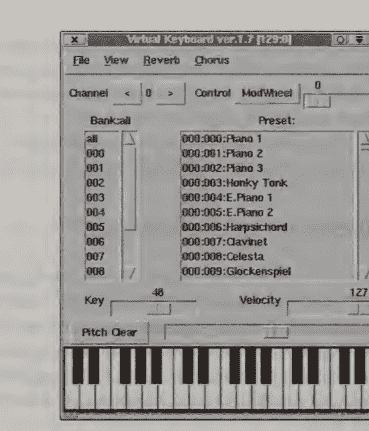 x Virtual Keyboard ver.1.7 [129:0]
File View Reverb Chorus
Channel < 0 > Control ModWheel 0
Bank:all Preset:
all 000:000:Piano 1
000 000:001:Piano 2
001 000:002:Piano 3
002 000:003:Honky Tonk
003 000:004:E.Piano 1
004 000:005:E.Piano 2
005 000:006:Harpsichord
006 000:007:Clavinet
007 000:008:Celesta
008 000:009:Glockenspiel
Key 48 Velocity 127
Pitch Clear